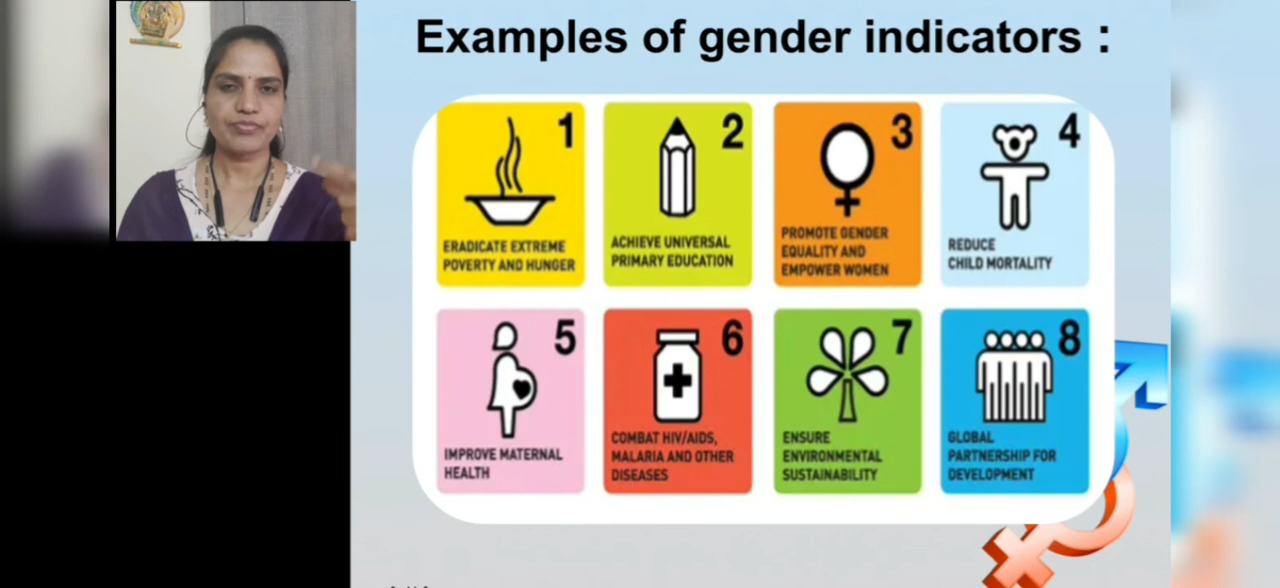 Examples of gender indicators :
1
ERADICATE EXTREME
POVERTY AND HUNGER
2
ACHIEVE UNIVERSAL
PRIMARY EDUCATION
3
PROMOTE GENDER
EQUALITY AND
EMPOWER WOMEN
4
REDUCE
CHILD MORTALITY
5
IMPROVE MATERNAL
HEALTH
6
COMBAT HIV/AIDS,
MALARIA AND OTHER
DISEASES
7
ENSURE
ENVIRONMENTAL
SUSTAINABILITY
8
GLOBAL
PARTNERSHIP FOR
DEVELOPMENT